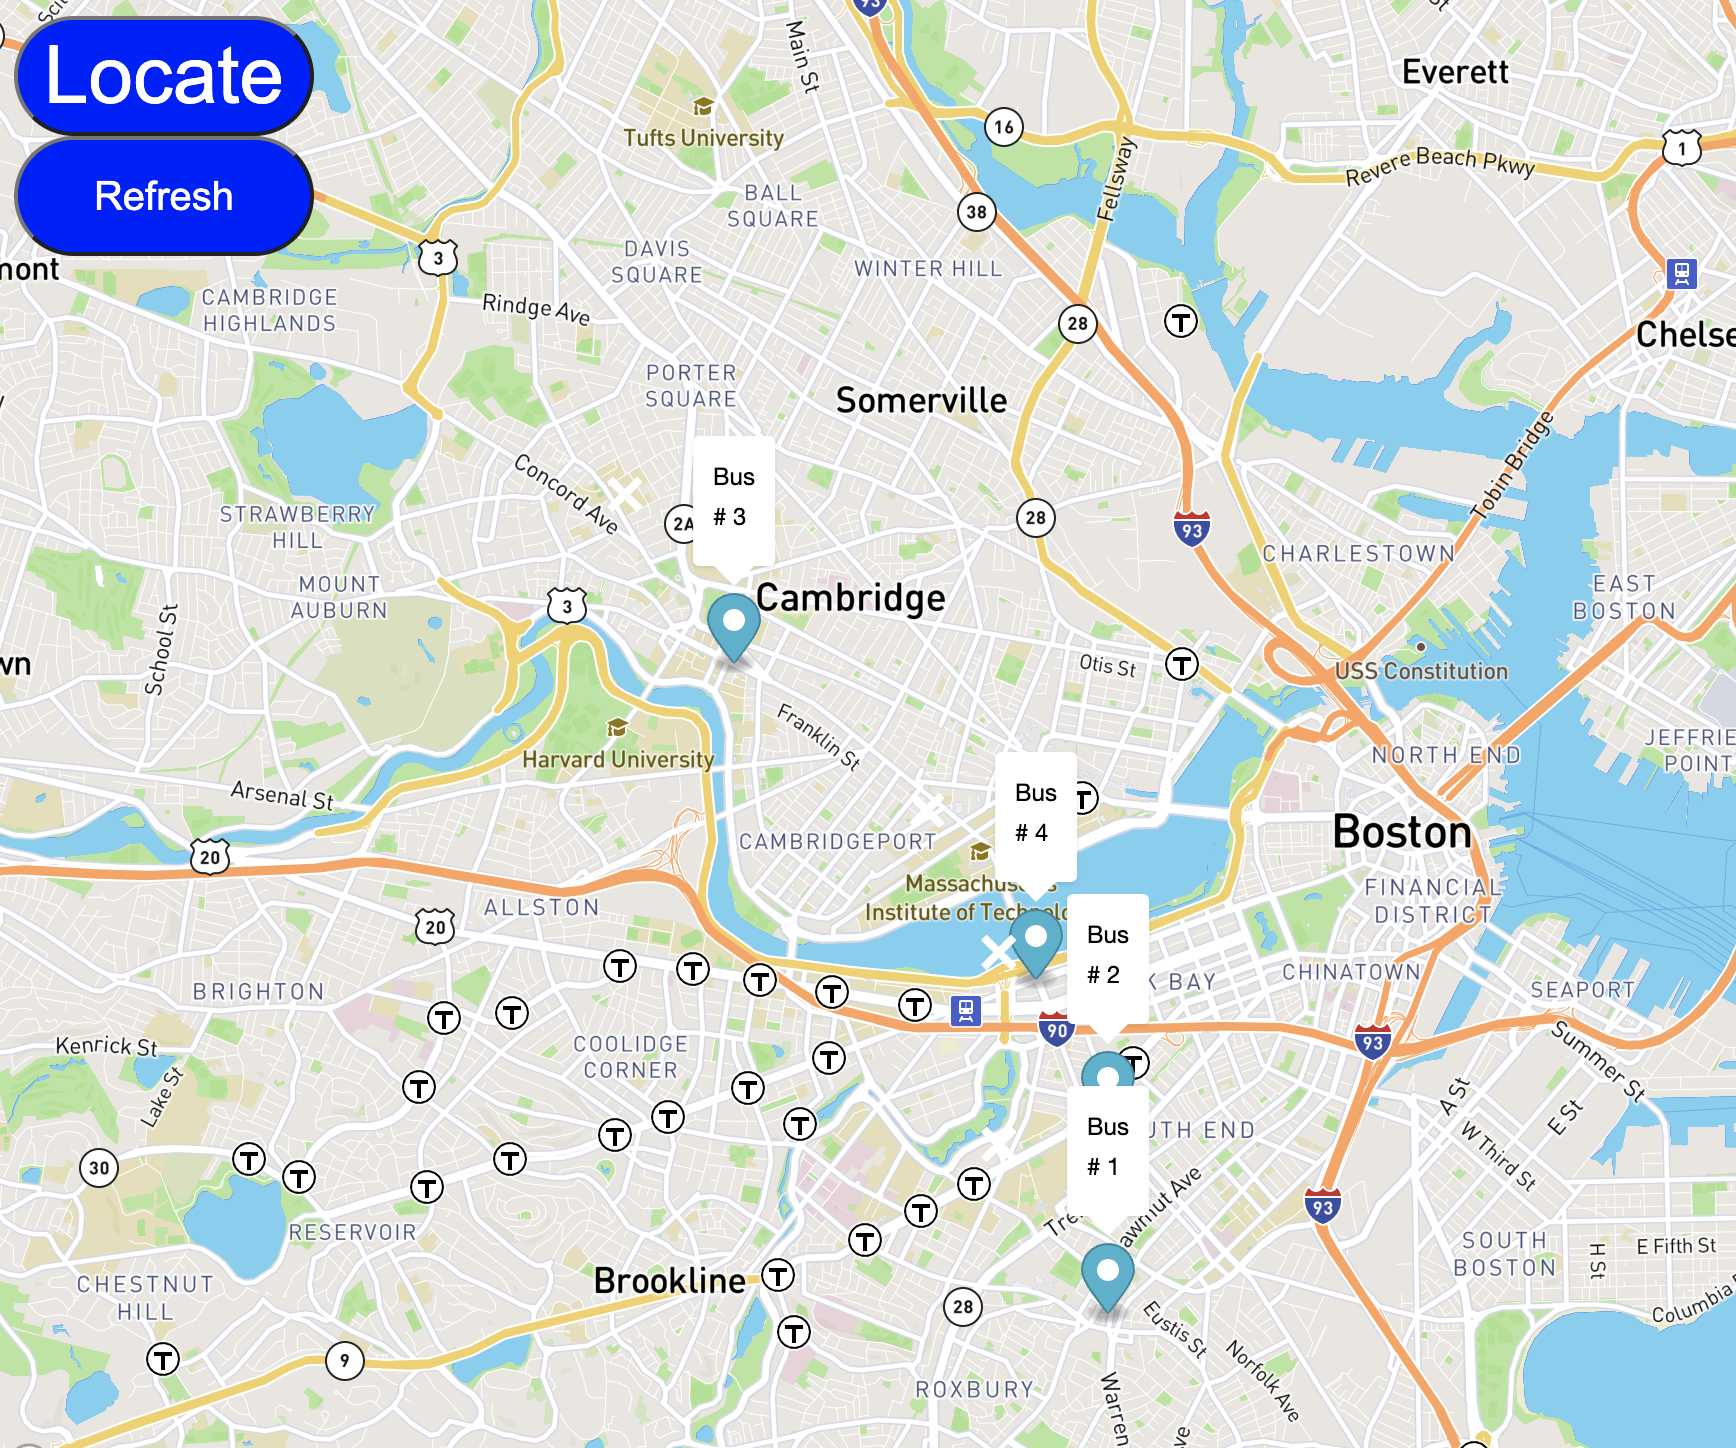 Locate
Refresh
93
Main St
Everett
Tufts University
16
1
Revere Beach Pkwy
Fellsway
BALL
SQUARE
38
DAVIS
SQUARE
WINTER HILL
3
nont
CAMBRIDGE
HIGHLANDS
Rindge Ave
28
T
Chelse
PORTER
SQUARE
Somerville
Tobin Bridge
Concord Ave
Bus
# 3
2A
28
93
STRAWBERRY
HILL
CHARLESTOWN
MOUNT
AUBURN
EAST
BOSTON
3
Cambridge
School St
wn
Otis St
T
USS Constitution
Franklin St
Harvard University
NORTH END
JEFFRIE
POINT
Arsenal St
Bus
# 4
T
CAMBRIDGEPORT
Boston
20
Massachus s
Institute of Technolo
FINANCIAL
DISTRICT
ALLSTON
20
Bus
# 2
T
T
T
T
T
K BAY
CHINATOWN
SEAPORT
BRIGHTON
T
T
90
93
Summer St
Kenrick St
COOLIDGE
CORNER
T
T
Lake St
T
T
A St
E St
T
T
T
Bus
# 1
UTH END
W Third St
30
T
T
T
T
T
T
Tre
awmut Ave
93
RESERVOIR
T
SOUTH
BOSTON
H St
E Fifth St
CHESTNUT
HILL
Brookline
T
28
Columbia
Eustis St
T
Norfolk Ave
T
9
ROXBURY
Warren
ve